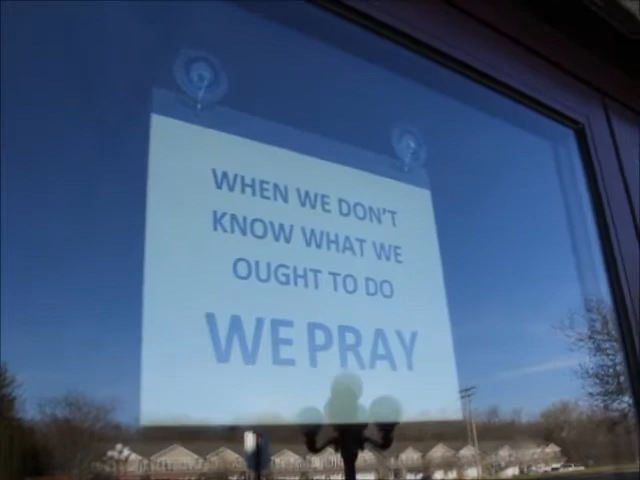 WHEN WE DON'T
KNOW WHAT WE
OUGHT TO DO
WE PRAY